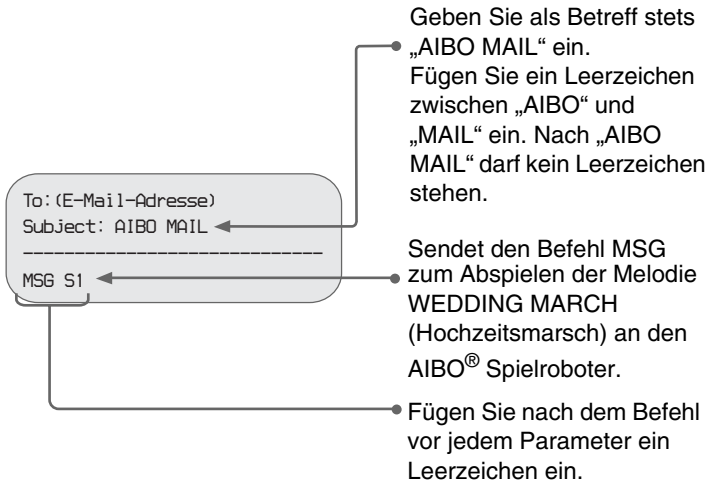 Geben Sie als Betreff stets
„AIBO MAIL“ ein.
Fügen Sie ein Leerzeichen
zwischen „AIBO“ und
„MAIL“ ein. Nach „AIBO
MAIL“ darf kein Leerzeichen
stehen.
To:(E-Mail-Adresse)
Subject: AIBO MAIL
-----------------------------
MSG S1
Sendet den Befehl MSG
zum Abspielen der Melodie
WEDDING MARCH
(Hochzeitsmarsch) an den
AIBO® Spielroboter.
Fügen Sie nach dem Befehl
vor jedem Parameter ein
Leerzeichen ein.